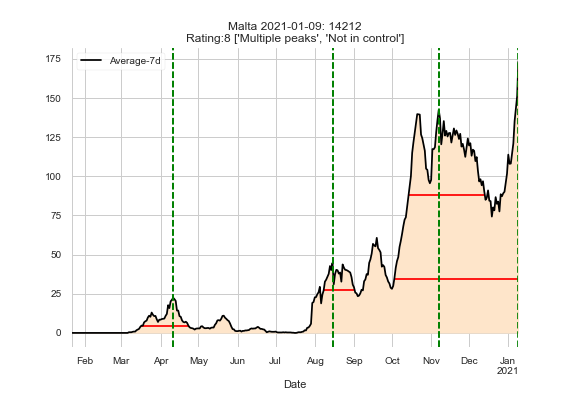 Malta 2021-01-09: 14212
Rating:8 ['Multiple peaks', 'Not in control']
Average-7d
175
150
125
100
75
50
25
0
Feb Mar Apr May Jun Jul Aug Sep Oct Nov Dec Jan
2021
Date